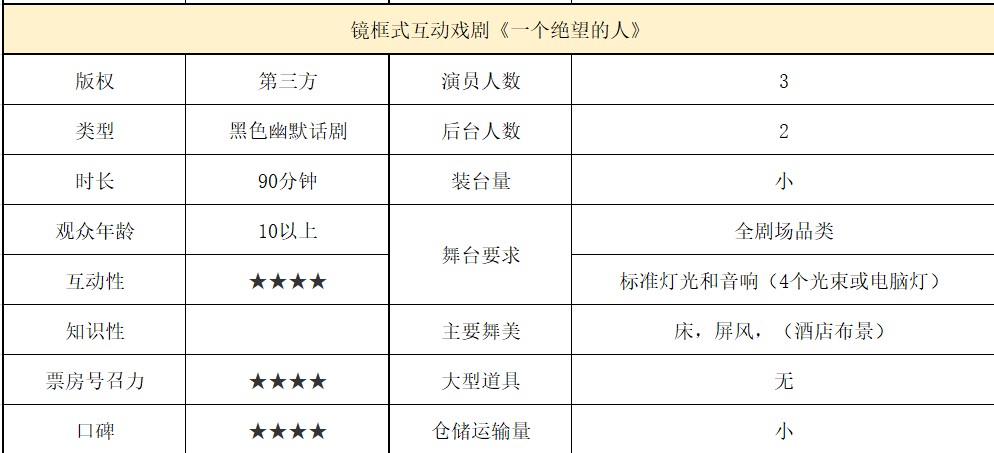 镜框式互动戏剧《一个绝望的人》
版权 第三方 演员人数 3
类型 黑色幽默话剧 后台人数 2
时长 90分钟 装台量 小
观众年龄 10以上 舞台要求 全剧场品类
互动性 ★★★★ 标准灯光和音响（4个光束或电脑灯）
知识性 主要舞美 床，屏风，（酒店布景）
票房号召力 ★★★★ 大型道具 无
口碑 ★★★★ 仓储运输量 小